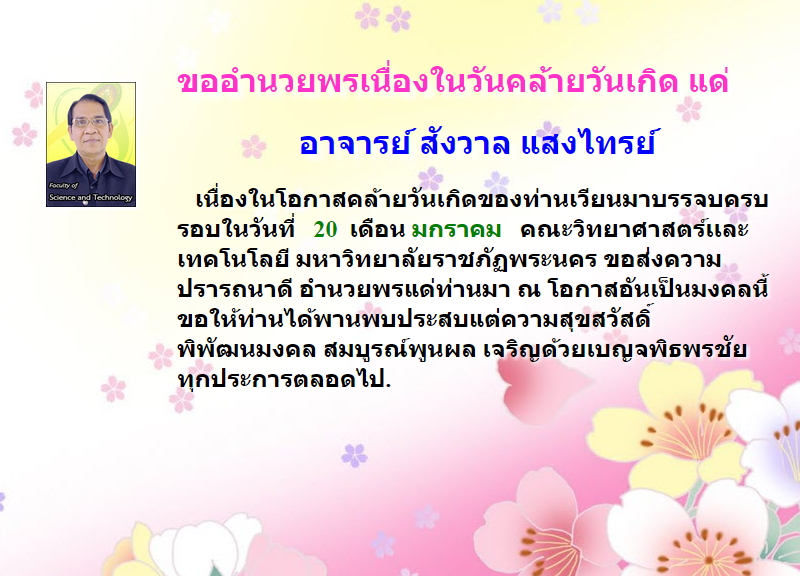 ขออำนวยพรเนื่องในวันคล้ายวันเกิด แด่
อาจารย์ สังวาล แสงไทรย์
Faculty of
Science and Technology
เนื่องในโอกาสคล้ายวันเกิดของท่านเวียนมาบรรจบครบ
รอบในวันที่ 20 เดือน มกราคม คณะวิทยาศาสตร์และ
เทคโนโลยี มหาวิทยาลัยราชภัฏพระนคร ขอส่งความ
ปรารถนาดี อำนวยพรแด่ท่านมา ณ โอกาสอันเป็นมงคลนี้
ขอให้ท่านได้พานพบประสบแต่ความสุขสวัสดิ์
พิพัฒนมงคล สมบูรณ์พูนผล เจริญด้วยเบญจพิธพรชัย
ทุกประการตลอดไป.